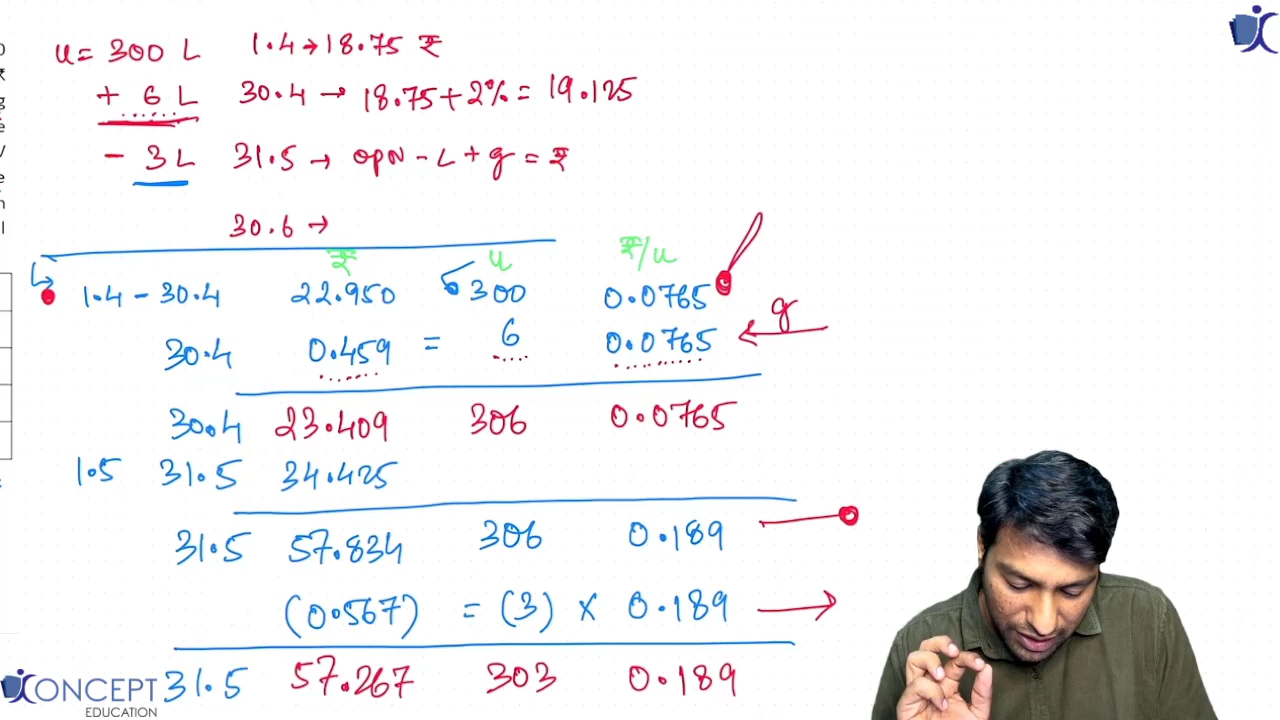 u = 300 L 1.4 → 18.75 ₹
+ 6 L 30.4 → 18.75 + 2% = 19.125
- 3 L 31.5 → opn - L + g = ₹
30.6 →
₹ u ₹/u
1.4 - 30.4 22.950 300 0.0765
g
30.4 0.459 = 6 0.0765
30.4 23.409 306 0.0765
1.5 31.5 34.425
31.5 57.834 306 0.189
(0.567) = (3) × 0.189
31.5 57.267 303 0.189
CONCEPT
EDUCATION
0
₹
g
e
/
e
n
l